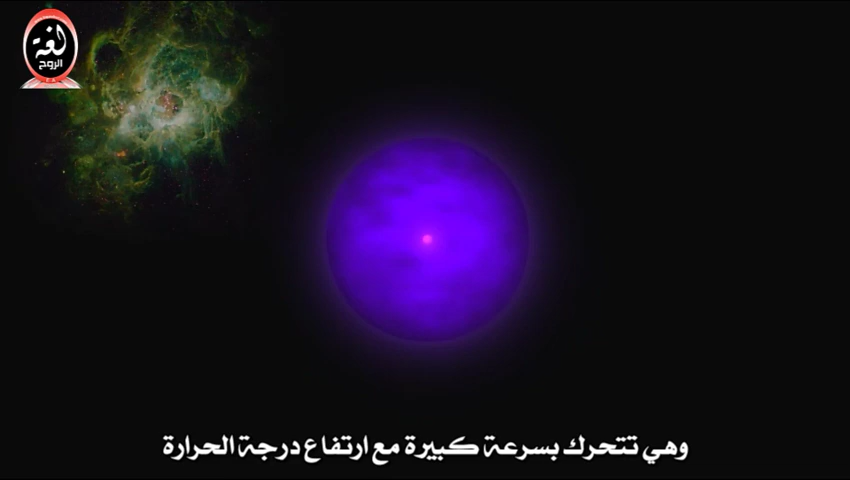 لغة
الروح
وهي تتحرك بسرعة كبيرة مع ارتفاع درجة الحرارة